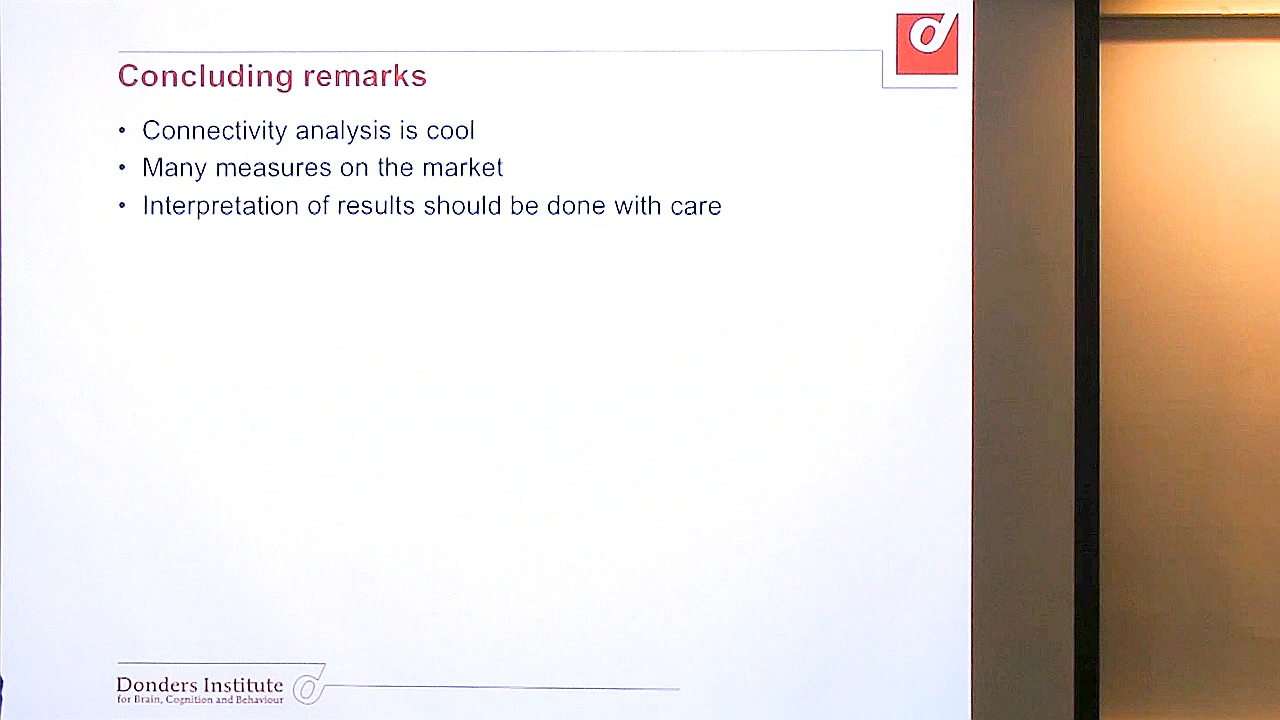 Concluding remarks
• Connectivity analysis is cool
• Many measures on the market
• Interpretation of results should be done with care
Donders Institute
for Brain, Cognition and Behaviour